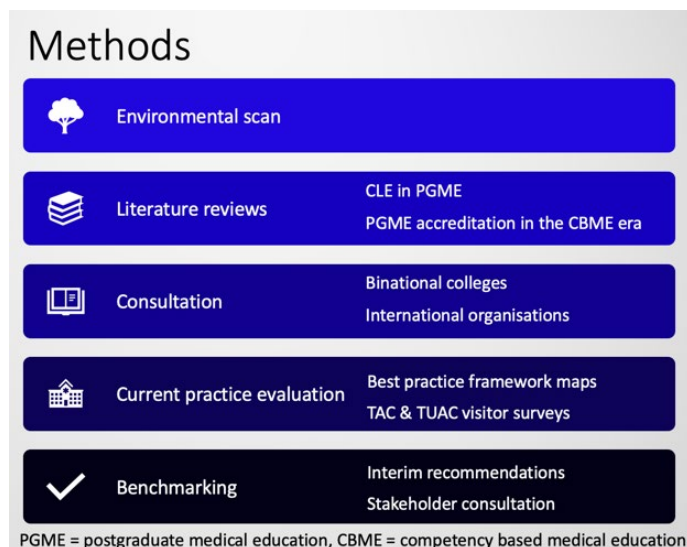 Methods
Environmental scan
Literature reviews
CLE in PGME
PGME accreditation in the CBME era
Consultation
Binational colleges
International organisations
Current practice evaluation
Best practice framework maps
TAC & TUAC visitor surveys
Benchmarking
Interim recommendations
Stakeholder consultation
PGME = postgraduate medical education, CBME = competency based medical education